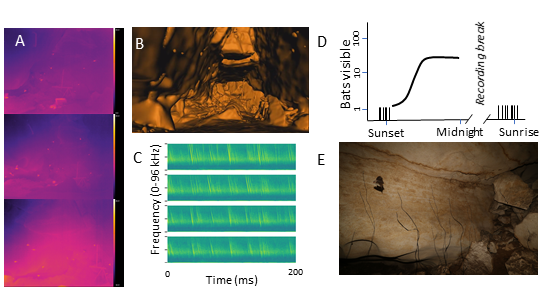 A
B
C
Frequency (0-96 kHz)
0
200
Time (ms)
D
Bats visible
1
10
100
Recording break
Sunset
Midnight
Sunrise
E